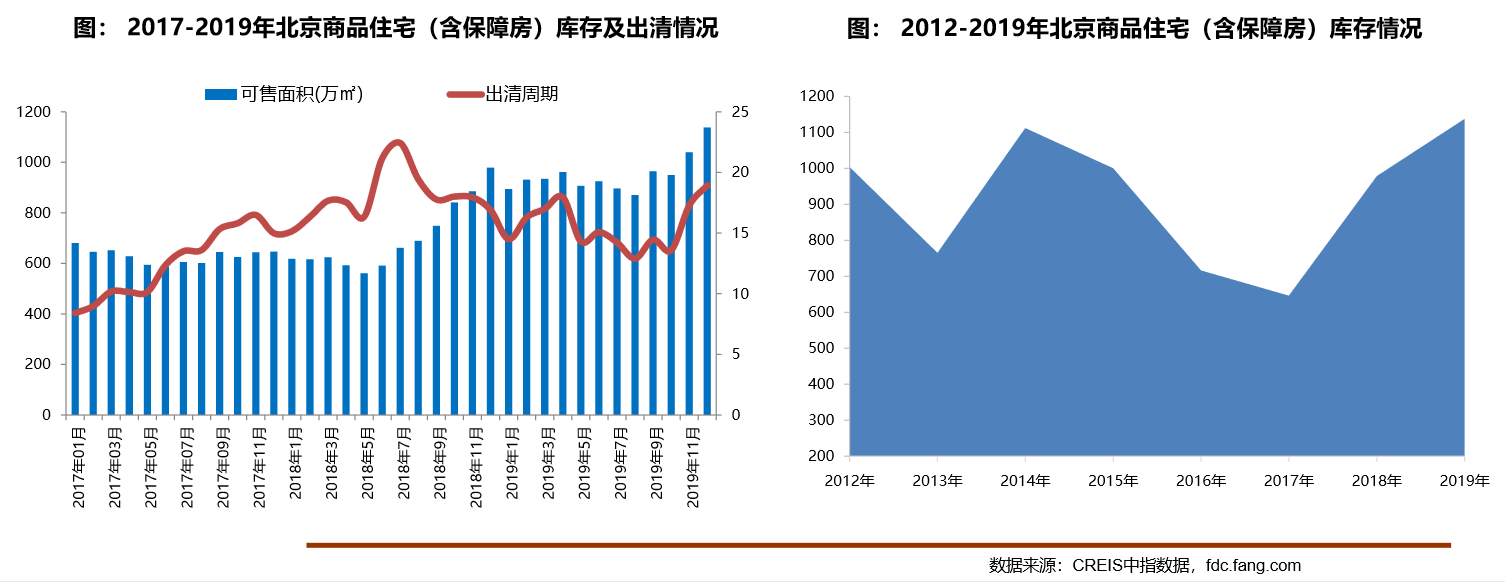 图： 2017-2019年北京商品住宅（含保障房）库存及出清情况
可售面积(万㎡) 出清周期
1200
1000
800
600
400
200
0
25
20
15
10
5
0
2017年01月
2017年03月
2017年05月
2017年07月
2017年09月
2017年11月
2018年1月
2018年3月
2018年5月
2018年7月
2018年9月
2018年11月
2019年1月
2019年3月
2019年5月
2019年7月
2019年9月
2019年11月
图： 2012-2019年北京商品住宅（含保障房）库存情况
1200
1100
1000
900
800
700
600
500
400
300
200
2012年 2013年 2014年 2015年 2016年 2017年 2018年 2019年
数据来源：CREIS中指数据，fdc.fang.com